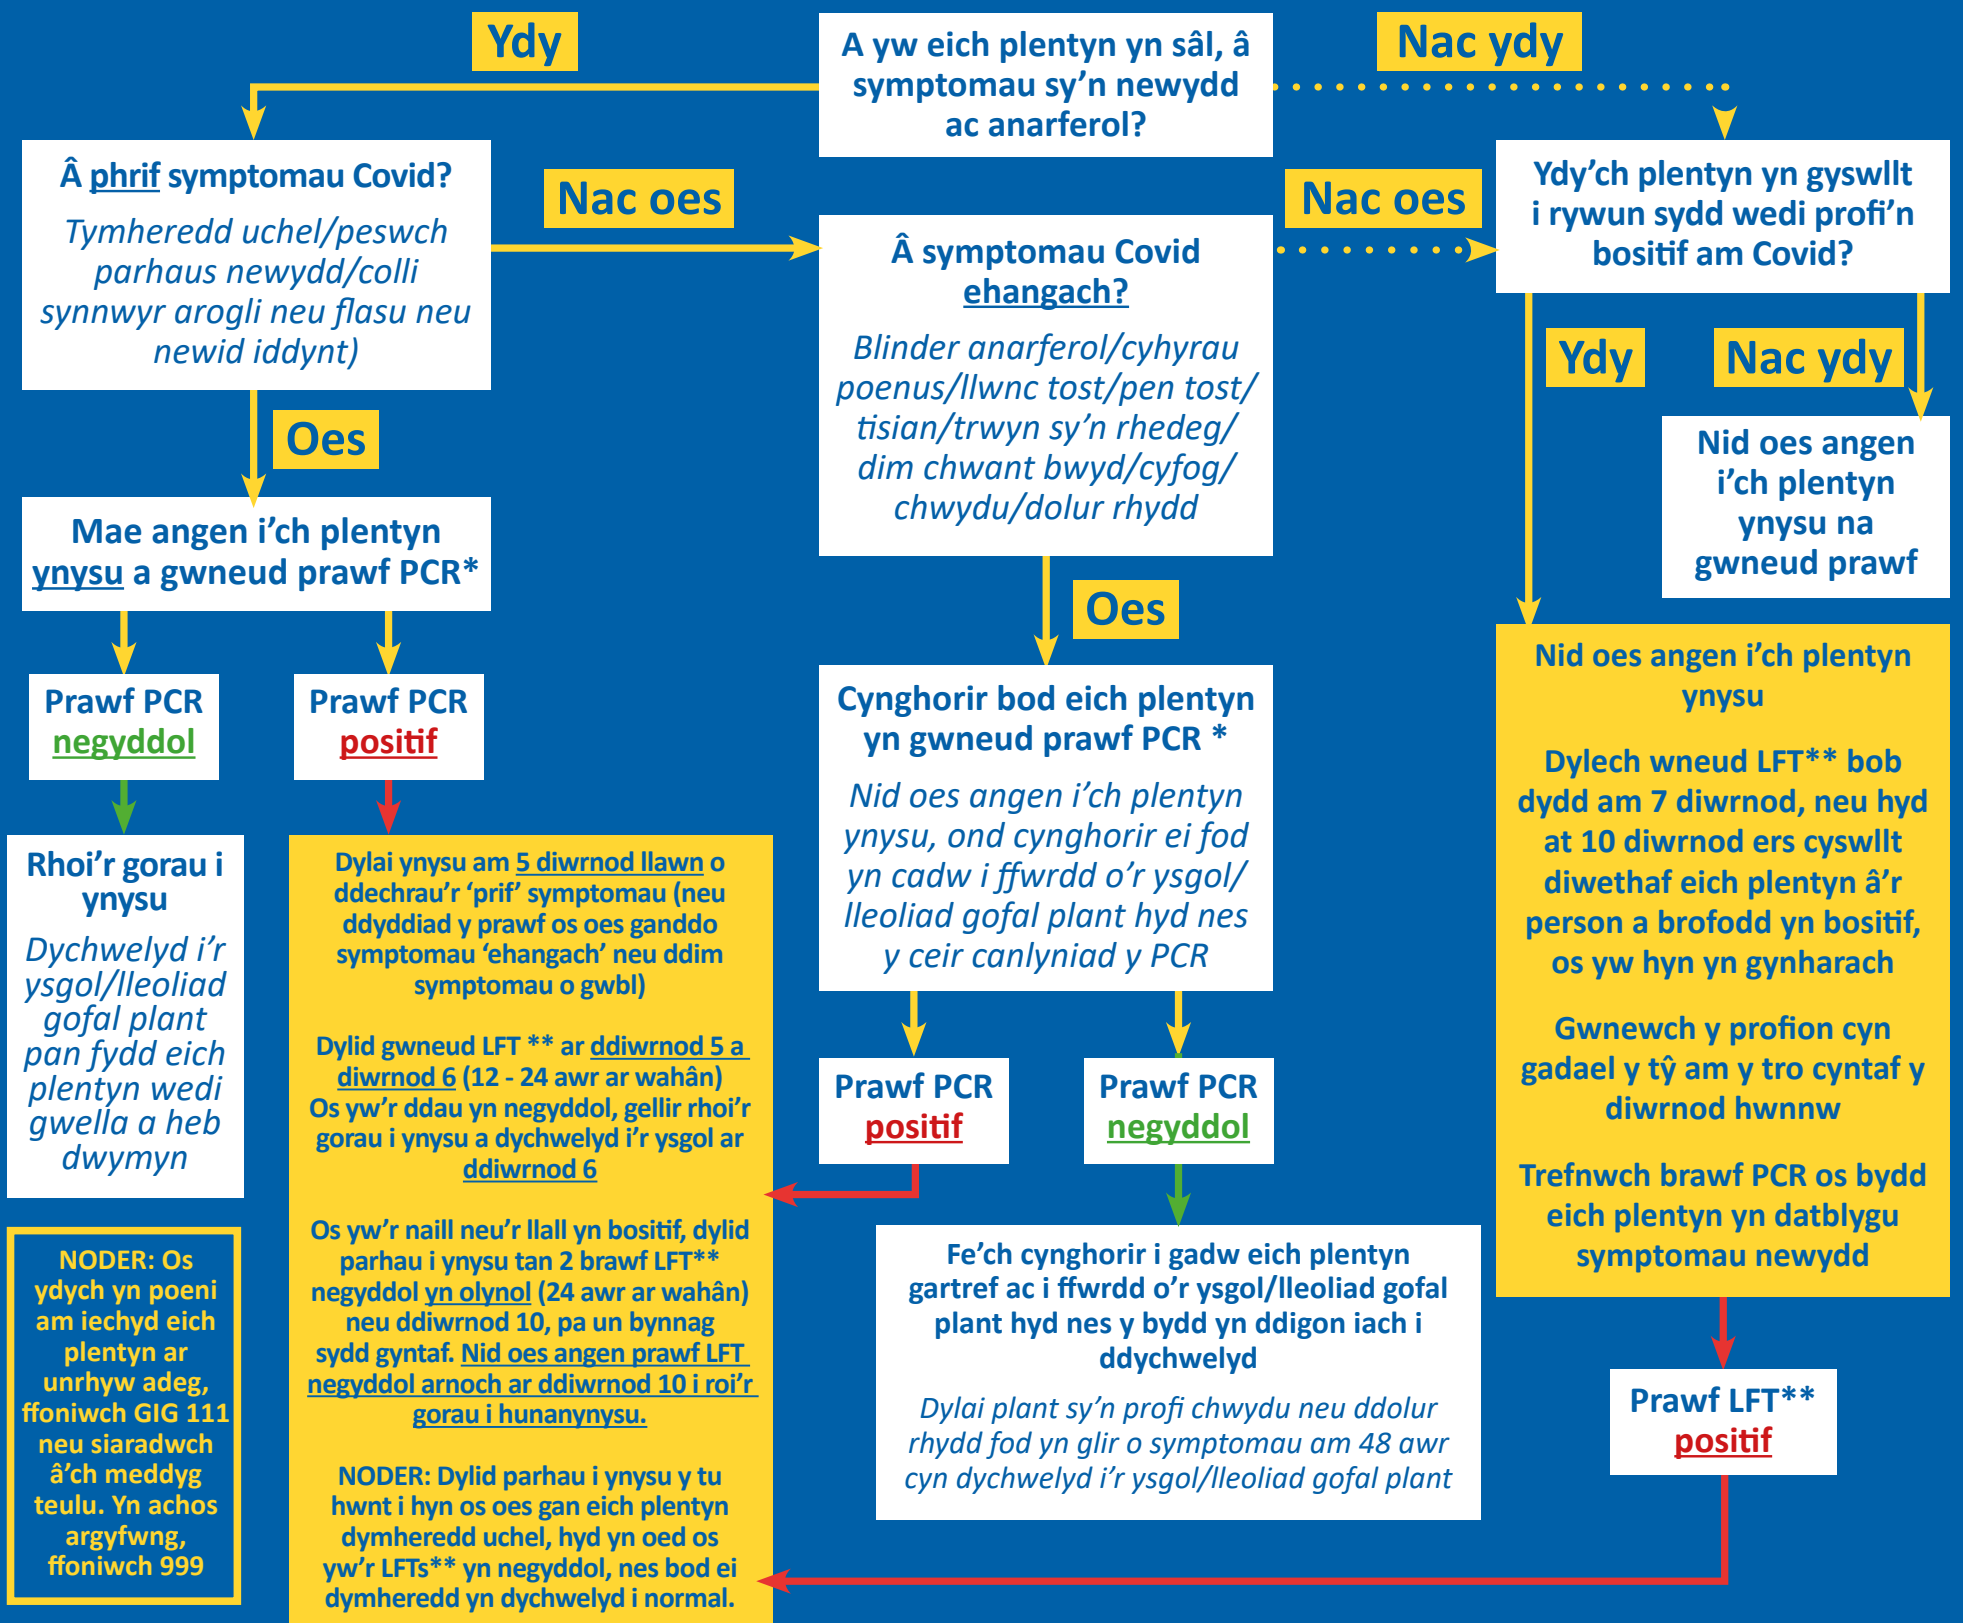 Ydy
A yw eich plentyn yn sâl, â
symptomau sy'n newydd
ac anarferol?
Nac ydy
Â phrif symptomau Covid?
Tymheredd uchel/peswch
parhaus newydd/colli
synnwyr arogli neu flasu neu
newid iddynt)
Nac oes
Â symptomau Covid
ehangach?
Blinder anarferol/cyhyrau
poenus/llwnc tost/pen tost/
tisian/trwyn sy'n rhedeg/
dim chwant bwyd/cyfog/
chwydu/dolur rhydd
Nac oes
Ydy'ch plentyn yn gyswllt
i rywun sydd wedi profi'n
bositif am Covid?
Ydy
Nac ydy
Nid oes angen
i'ch plentyn
ynysu na
gwneud prawf
Oes
Mae angen i'ch plentyn
ynysu a gwneud prawf PCR*
Prawf PCR
negyddol
Prawf PCR
positif
Rhoi'r gorau i
ynysu
Dychwelyd i'r
ysgol/lleoliad
gofal plant
pan fydd eich
plentyn wedi
gwella a heb
dwymyn
Dylai ynysu am 5 diwrnod llawn o
ddechrau'r 'prif' symptomau (neu
ddyddiad y prawf os oes ganddo
symptomau 'ehangach' neu ddim
symptomau o gwbl)
Dylid gwneud LFT ** ar ddiwrnod 5 a
diwrnod 6 (12 - 24 awr ar wahân)
Os yw'r ddau yn negyddol, gellir rhoi'r
gorau i ynysu a dychwelyd i'r ysgol ar
ddiwrnod 6
Os yw'r naill neu'r llall yn bositif, dylid
parhau i ynysu tan 2 brawf LFT**
negyddol yn olynol (24 awr ar wahân)
neu ddiwrnod 10, pa un bynnag
sydd gyntaf. Nid oes angen prawf LFT
negyddol arnoch ar ddiwrnod 10 i roi'r
gorau i hunanynysu.
NODER: Dylid parhau i ynysu y tu
hwnt i hyn os oes gan eich plentyn
dymheredd uchel, hyd yn oed os
yw'r LFTs** yn negyddol, nes bod ei
dymheredd yn dychwelyd i normal.
Oes
Cynghorir bod eich plentyn
yn gwneud prawf PCR *
Nid oes angen i'ch plentyn
ynysu, ond cynghorir ei fod
yn cadw i ffwrdd o'r ysgol/
lleoliad gofal plant hyd nes
y ceir canlyniad y PCR
Prawf PCR
positif
Prawf PCR
negyddol
Fe'ch cynghorir i gadw eich plentyn
gartref ac i ffwrdd o'r ysgol/lleoliad gofal
plant hyd nes y bydd yn ddigon iach i
ddychwelyd
Dylai plant sy'n profi chwydu neu ddolur
rhydd fod yn glir o symptomau am 48 awr
cyn dychwelyd i'r ysgol/lleoliad gofal plant
Nid oes angen i'ch plentyn
ynysu
Dylech wneud LFT** bob
dydd am 7 diwrnod, neu hyd
at 10 diwrnod ers cyswllt
diwethaf eich plentyn â'r
person a brofodd yn bositif,
os yw hyn yn gynharach
Gwnewch y profion cyn
gadael y tŷ am y tro cyntaf y
diwrnod hwnnw
Trefnwch brawf PCR os bydd
eich plentyn yn datblygu
symptomau newydd
Prawf LFT**
positif
NODER: Os
ydych yn poeni
am iechyd eich
plentyn ar
unrhyw adeg,
ffoniwch GIG 111
neu siaradwch
â'ch meddyg
teulu. Yn achos
argyfwng,
ffoniwch 999